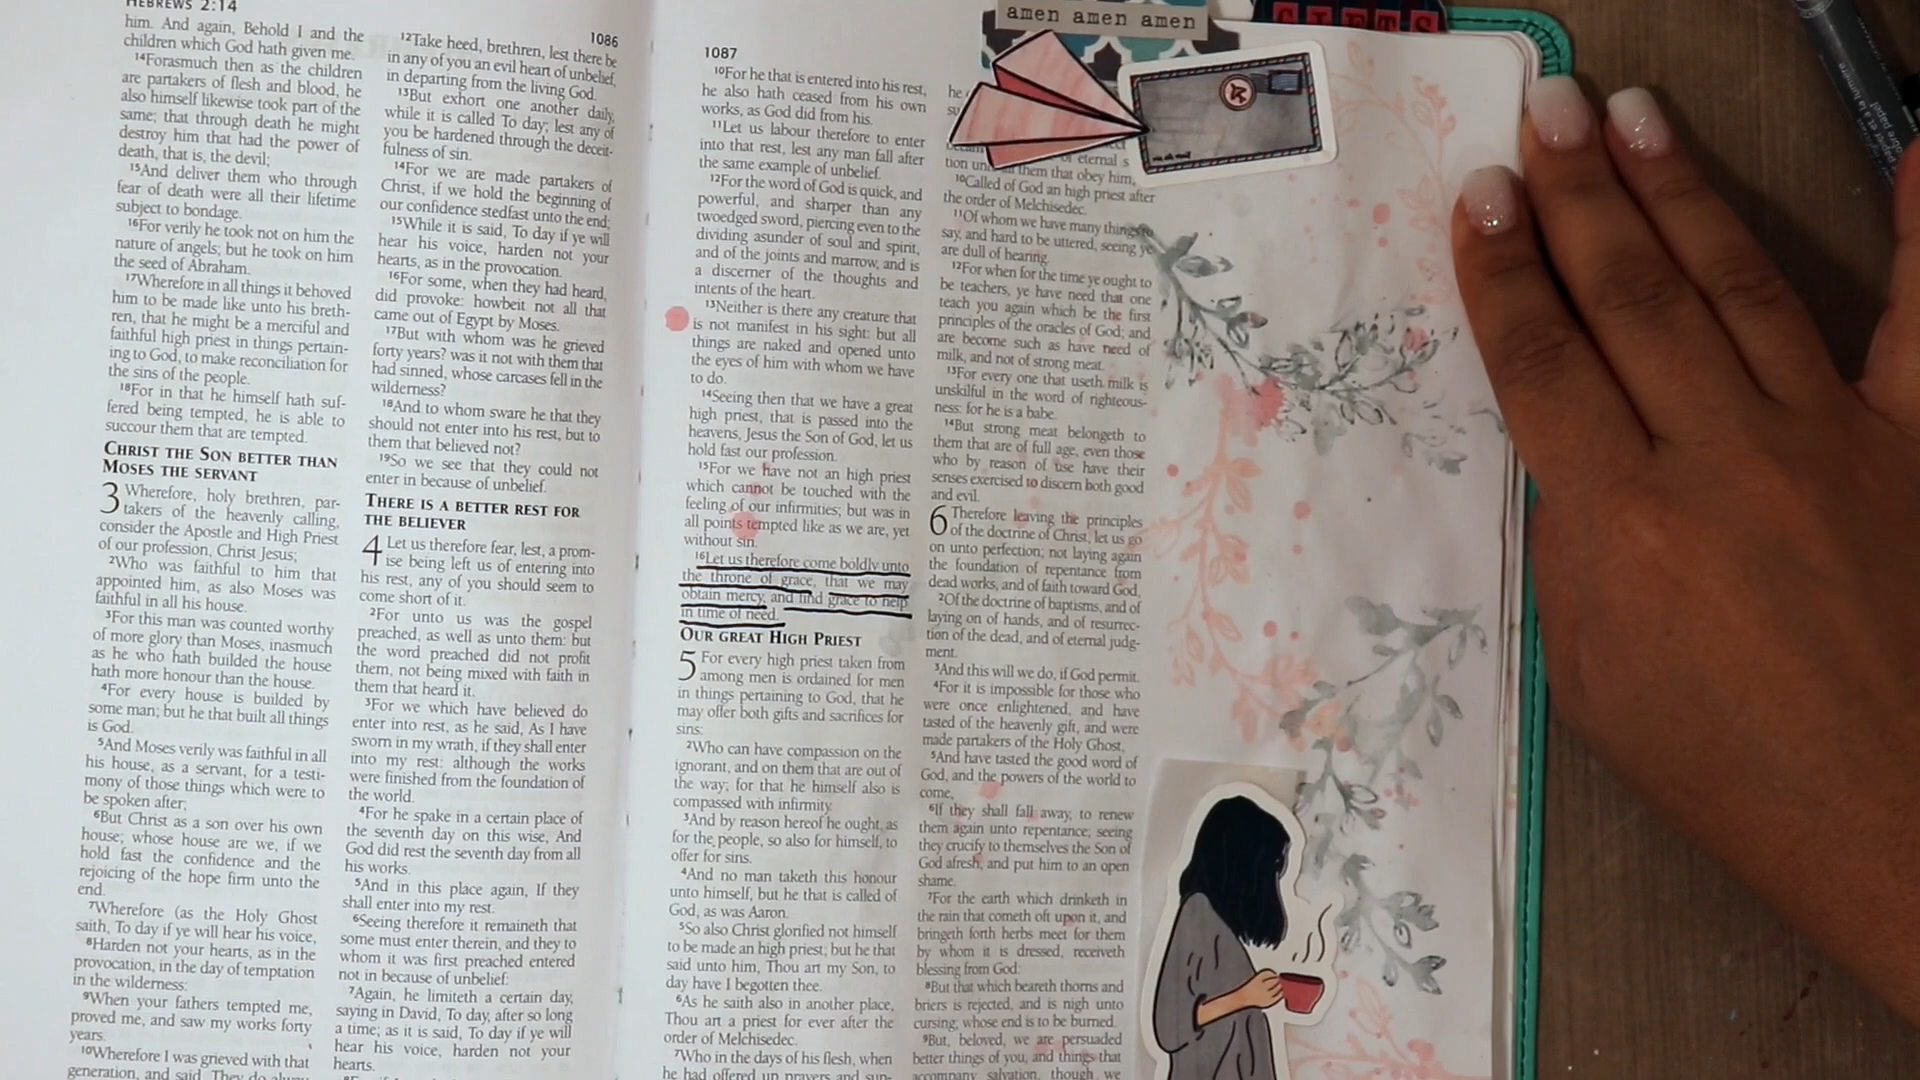 HEBREWS 2:14
him. And again, Behold I and the
children which God hath given me.
14Forasmuch then as the children
are partakers of flesh and blood, he
also himself likewise took part of the
same; that through death he might
destroy him that had the power of
death, that is, the devil;
15And deliver them who through
fear of death were all their lifetime
subject to bondage.
16For verily he took not on him the
nature of angels; but he took on him
the seed of Abraham.
17Wherefore in all things it behoved
him to be made like unto his breth-
ren, that he might be a merciful and
faithful high priest in things pertain-
ing to God, to make reconciliation for
the sins of the people.
18For in that he himself hath suf-
fered being tempted, he is able to
succour them that are tempted.
CHRIST THE SON BETTER THAN
MOSES THE SERVANT
3 Wherefore, holy brethren, par-
takers of the heavenly calling,
consider the Apostle and High Priest
of our profession, Christ Jesus;
2Who was faithful to him that
appointed him, as also Moses was
faithful in all his house.
3For this man was counted worthy
of more glory than Moses, inasmuch
as he who hath builded the house
hath more honour than the house.
4For every house is builded by
some man; but he that built all things
is God.
5And Moses verily was faithful in all
his house, as a servant, for a testi-
mony of those things which were to
be spoken after;
6But Christ as a son over his own
house; whose house are we, if we
hold fast the confidence and the
rejoicing of the hope firm unto the
end.
7Wherefore (as the Holy Ghost
saith, To day if ye will hear his voice,
8Harden not your hearts, as in the
provocation, in the day of temptation
in the wilderness:
9When your fathers tempted me,
proved me, and saw my works forty
years.
10Wherefore I was grieved with that
generation, and said, They do alway
1086
12Take heed, brethren, lest there be
in any of you an evil heart of unbelief,
in departing from the living God.
13But exhort one another daily,
while it is called To day; lest any of
you be hardened through the deceit-
fulness of sin.
14For we are made partakers of
Christ, if we hold the beginning of
our confidence stedfast unto the end;
15While it is said, To day if ye will
hear his voice, harden not your
hearts, as in the provocation.
16For some, when they had heard,
did provoke: howbeit not all that
came out of Egypt by Moses.
17But with whom was he grieved
forty years? was it not with them that
had sinned, whose carcases fell in the
wilderness?
18And to whom sware he that they
should not enter into his rest, but to
them that believed not?
19So we see that they could not
enter in because of unbelief.
THERE IS A BETTER REST FOR
THE BELIEVER
4 Let us therefore fear, lest, a prom-
ise being left us of entering into
his rest, any of you should seem to
come short of it.
2For unto us was the gospel
preached, as well as unto them: but
the word preached did not profit
them, not being mixed with faith in
them that heard it.
3For we which have believed do
enter into rest, as he said, As I have
sworn in my wrath, if they shall enter
into my rest: although the works
were finished from the foundation of
the world.
4For he spake in a certain place of
the seventh day on this wise, And
God did rest the seventh day from all
his works.
5And in this place again, If they
shall enter into my rest.
6Seeing therefore it remaineth that
some must enter therein, and they to
whom it was first preached entered
not in because of unbelief:
7Again, he limiteth a certain day,
saying in David, To day, after so long
a time; as it is said, To day if ye will
hear his voice, harden not your
hearts.
1087
10For he that is entered into his rest,
he also hath ceased from his own
works, as God did from his.
11Let us labour therefore to enter
into that rest, lest any man fall after
the same example of unbelief.
12For the word of God is quick, and
powerful, and sharper than any
twoedged sword, piercing even to the
dividing asunder of soul and spirit,
and of the joints and marrow, and is
a discerner of the thoughts and
intents of the heart.
13Neither is there any creature that
is not manifest in his sight: but all
things are naked and opened unto
the eyes of him with whom we have
to do.
14Seeing then that we have a great
high priest, that is passed into the
heavens, Jesus the Son of God, let us
hold fast our profession.
15For we have not an high priest
which cannot be touched with the
feeling of our infirmities; but was in
all points tempted like as we are, yet
without sin.
16Let us therefore come boldly unto
the throne of grace, that we may
obtain mercy, and find grace to help
in time of need.
OUR GREAT HIGH PRIEST
5 For every high priest taken from
among men is ordained for men
in things pertaining to God, that he
may offer both gifts and sacrifices for
sins:
2Who can have compassion on the
ignorant, and on them that are out of
the way; for that he himself also is
compassed with infirmity.
3And by reason hereof he ought, as
for the people, so also for himself, to
offer for sins.
4And no man taketh this honour
unto himself, but he that is called of
God, as was Aaron.
5So also Christ glorified not himself
to be made an high priest; but he that
said unto him, Thou art my Son, to
day have I begotten thee.
6As he saith also in another place,
Thou art a priest for ever after the
order of Melchisedec.
7Who in the days of his flesh, when
he had offered up prayers and sup-
amen amen amen
GIFTS
he
tion un them that obey him;
eternal s
10Called of God an high priest after
the order of Melchisedec.
11Of whom we have many things to
say, and hard to be uttered, seeing ye
are dull of hearing.
12For when for the time ye ought to
be teachers, ye have need that one
teach you again which be the first
principles of the oracles of God; and
are become such as have need of
milk, and not of strong meat.
13For every one that useth milk is
unskilful in the word of righteous-
ness: for he is a babe.
14But strong meat belongeth to
them that are of full age, even those
who by reason of use have their
senses exercised to discern both good
and evil.
6 Therefore leaving the principles
of the doctrine of Christ, let us go
on unto perfection; not laying again
the foundation of repentance from
dead works, and of faith toward God,
2Of the doctrine of baptisms, and of
laying on of hands, and of resurrec-
tion of the dead, and of eternal judg-
ment.
3And this will we do, if God permit.
4For it is impossible for those who
were once enlightened, and have
tasted of the heavenly gift, and were
made partakers of the Holy Ghost,
5And have tasted the good word of
God, and the powers of the world to
come,
6If they shall fall away, to renew
them again unto repentance; seeing
they crucify to themselves the Son of
God afresh, and put him to an open
shame.
7For the earth which drinketh in
the rain that cometh oft upon it, and
bringeth forth herbs meet for them
by whom it is dressed, receiveth
blessing from God:
8But that which beareth thorns and
briers is rejected, and is nigh unto
cursing; whose end is to be burned.
9But, beloved, we are persuaded
better things of you, and things that
accompany salvation, though we